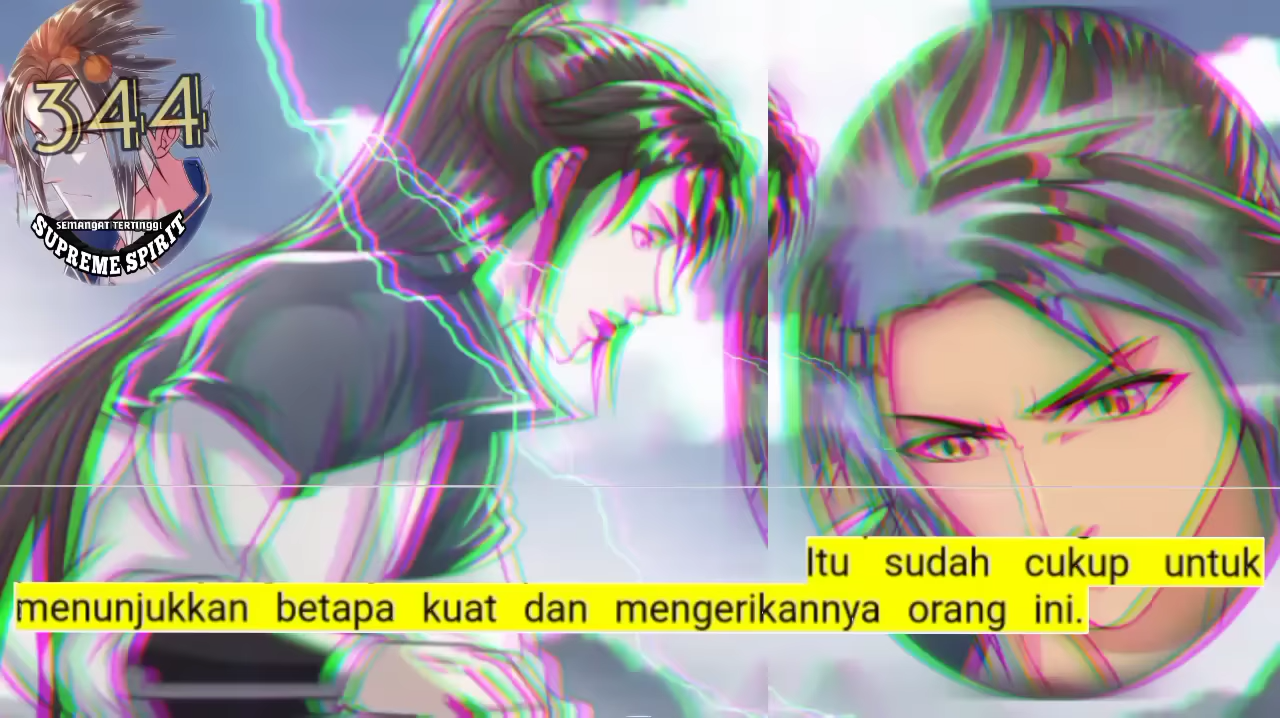 344
SEMANGAT TERTINGGI
SUPREME SPIRIT
Itu sudah cukup untuk
menunjukkan betapa kuat dan mengerikannya orang ini.